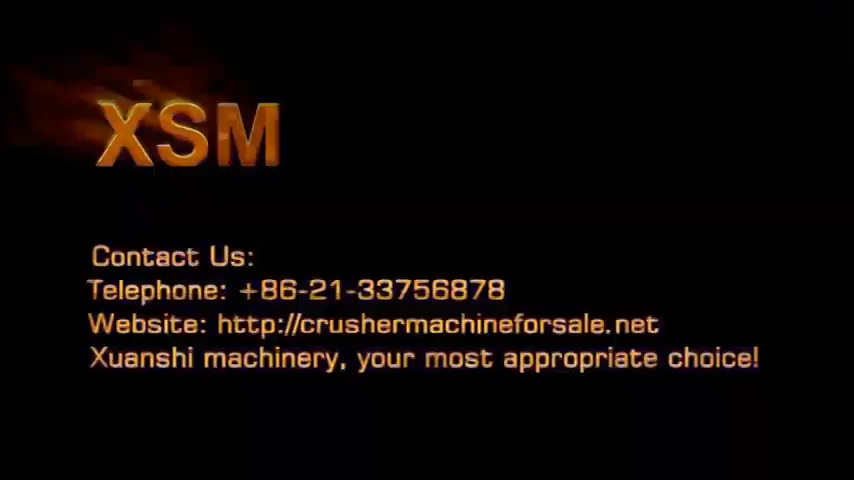 XSM
Contact Us:
Telephone: +86-21-33756878
Website: http://crushermachineforsale.net
Xuanshi machinery, your most appropriate choice!